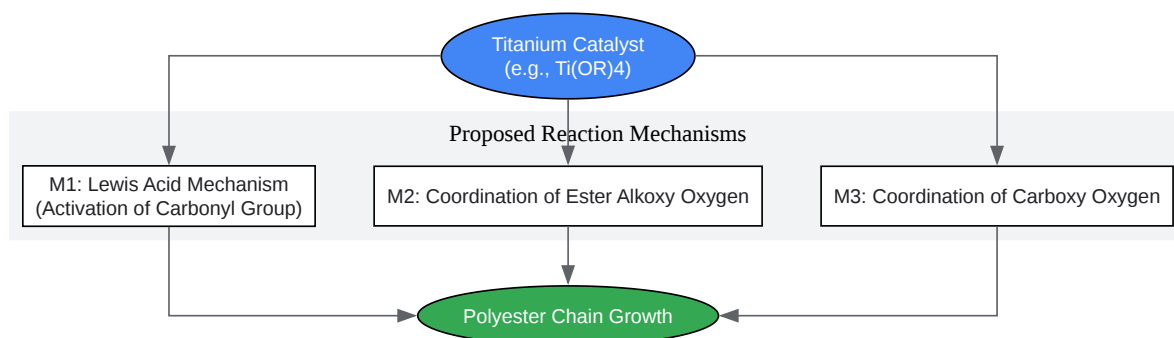 Titanium Catalyst
(e.g., Ti(OR)4)
Proposed Reaction Mechanisms
M1: Lewis Acid Mechanism
(Activation of Carbonyl Group)
M2: Coordination of Ester Alkoxy Oxygen
M3: Coordination of Carboxy Oxygen
Polyester Chain Growth